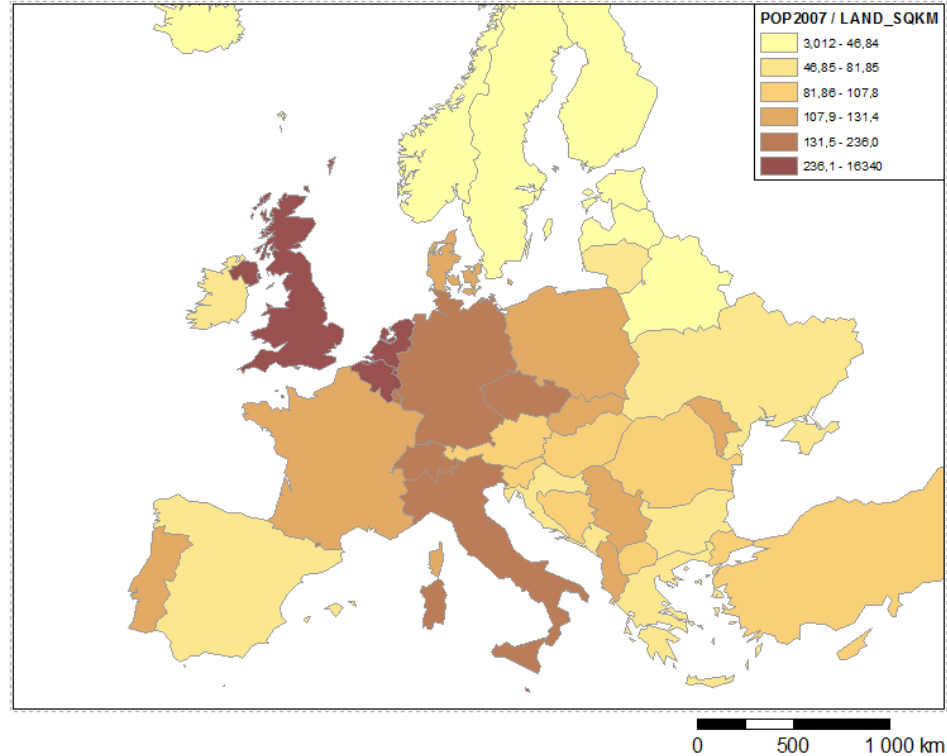 POP2007 / LAND_SQKM
3,012 - 46,84
46,85 - 81,85
81,86 - 107,8
107,9 - 131,4
131,5 - 236,0
236,1 - 16340
0 500 1 000 km